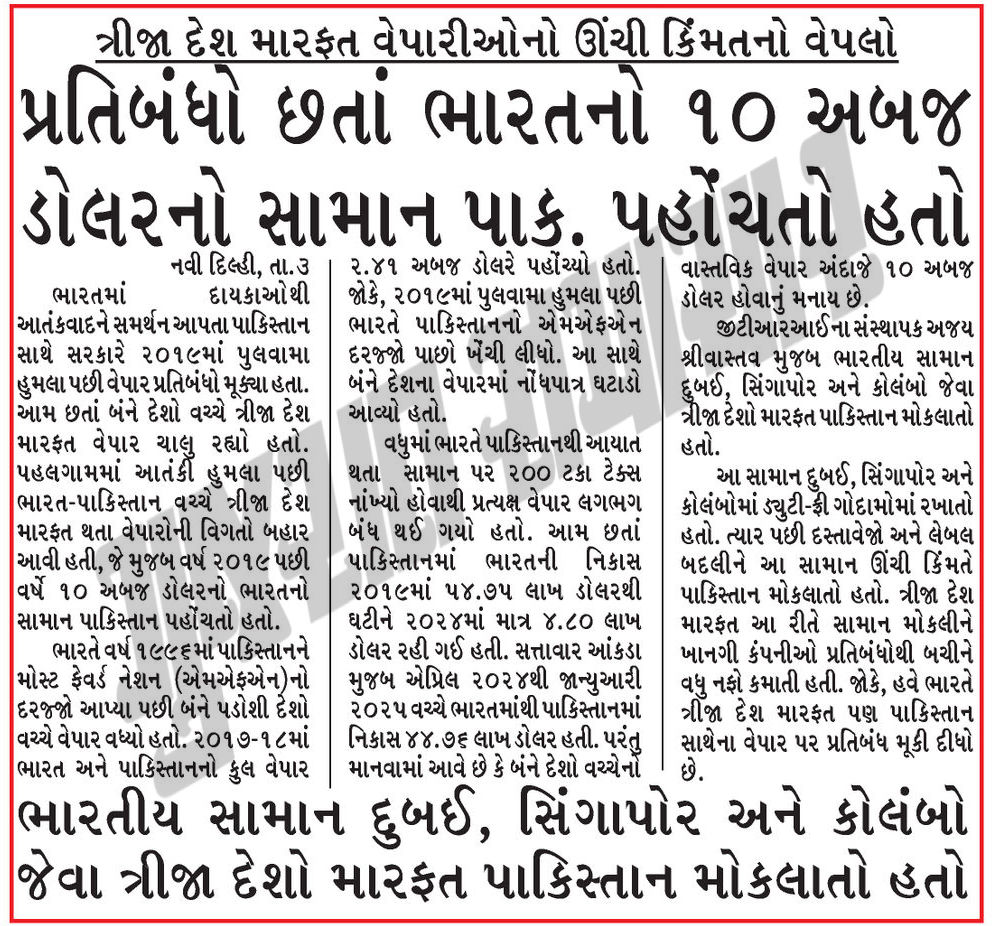 ત્રીજા દેશ મારફત વેપારીઓનો ઊંચી કિંમતનો વેપલો
પ્રતિબંધો છતાં ભારતનો ૧૦ અબજ
ડોલરનો સામાન પાક. પહોંચતો હતો
નવી દિલ્હી, તા.૩
ભારતમાં દાયકાઓથી
આતંકવાદને સમર્થન આપતા પાકિસ્તાન
સાથે સરકારે ૨૦૧૯માં પુલવામા
હુમલા પછી વેપાર પ્રતિબંધો મૂક્યા હતા.
આમ છતાં બંને દેશો વચ્ચે ત્રીજા દેશ
મારફત વેપાર ચાલુ રહ્યો હતો.
પહલગામમાં આતંકી હુમલા પછી
ભારત-પાકિસ્તાન વચ્ચે ત્રીજા દેશ
મારફત થતા વેપારોની વિગતો બહાર
આવી હતી, જે મુજબ વર્ષ ૨૦૧૯ પછી
વર્ષે ૧૦ અબજ ડોલરનો ભારતનો
સામાન પાકિસ્તાન પહોંચતો હતો.
ભારતે વર્ષ ૧૯૯૬માં પાકિસ્તાનને
મોસ્ટ ફેવર્ડ નેશન (એમએફએન)નો
દરજ્જો આપ્યા પછી બંને પડોશી દેશો
વચ્ચે વેપાર વધ્યો હતો. ૨૦૧૭-૧૮માં
ભારત અને પાકિસ્તાનનો કુલ વેપાર
૨.૪૧ અબજ ડોલરે પહોંચ્યો હતો.
જોકે, ૨૦૧૯માં પુલવામા હુમલા પછી
ભારતે પાકિસ્તાનનો એમએફએન
દરજ્જો પાછો ખેંચી લીધો. આ સાથે
બંને દેશના વેપારમાં નોંધપાત્ર ઘટાડો
આવ્યો હતો.
વધુમાં ભારતે પાકિસ્તાનથી આયાત
થતા સામાન પર ૨૦૦ ટકા ટેક્સ
નાંખ્યો હોવાથી પ્રત્યક્ષ વેપાર લગભગ
બંધ થઈ ગયો હતો. આમ છતાં
પાકિસ્તાનમાં ભારતની નિકાસ
૨૦૧૯માં ૫૪.૭૫ લાખ ડોલરથી
ઘટીને ૨૦૨૪માં માત્ર ૪.૮૦ લાખ
ડોલર રહી ગઈ હતી. સત્તાવાર આંકડા
મુજબ એપ્રિલ ૨૦૨૪થી જાન્યુઆરી
૨૦૨૫ વચ્ચે ભારતમાંથી પાકિસ્તાનમાં
નિકાસ ૪૪.૭૬ લાખ ડોલર હતી. પરંતુ
માનવામાં આવે છે કે બંને દેશો વચ્ચેનો
વાસ્તવિક વેપાર અંદાજે ૧૦ અબજ
ડોલર હોવાનું મનાય છે.
જીટીઆરઆઈના સંસ્થાપક અજય
શ્રીવાસ્તવ મુજબ ભારતીય સામાન
દુબઈ, સિંગાપોર અને કોલંબો જેવા
ત્રીજા દેશો મારફત પાકિસ્તાન મોકલાતો
હતો.
આ સામાન દુબઈ, સિંગાપોર અને
કોલંબોમાં ડ્યુટી-ફ્રી ગોદામોમાં રખાતો
હતો. ત્યાર પછી દસ્તાવેજો અને લેબલ
બદલીને આ સામાન ઊંચી કિંમતે
પાકિસ્તાન મોકલાતો હતો. ત્રીજા દેશ
મારફત આ રીતે સામાન મોકલીને
ખાનગી કંપનીઓ પ્રતિબંધોથી બચીને
વધુ નફો કમાતી હતી. જોકે, હવે ભારતે
ત્રીજા દેશ મારફત પણ પાકિસ્તાન
સાથેના વેપાર પર પ્રતિબંધ મૂકી દીધો
છે.
ભારતીય સામાન દુબઈ, સિંગાપોર અને કોલંબો
જેવા ત્રીજા દેશો મારફત પાકિસ્તાન મોકલાતો હતો
ગુજરાત સમાચાર